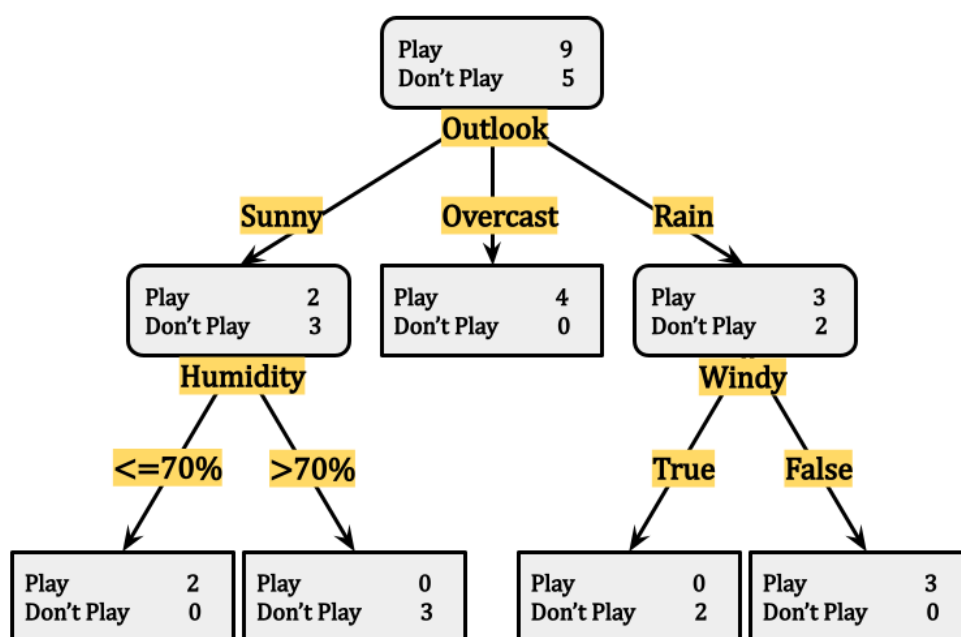 Play 9
Don't Play 5
Outlook
Sunny Overcast Rain
Play 2
Don't Play 3
Play 4
Don't Play 0
Play 3
Don't Play 2
Humidity
Windy
<=70% >70%
True False
Play 2
Don't Play 0
Play 0
Don't Play 3
Play 0
Don't Play 2
Play 3
Don't Play 0